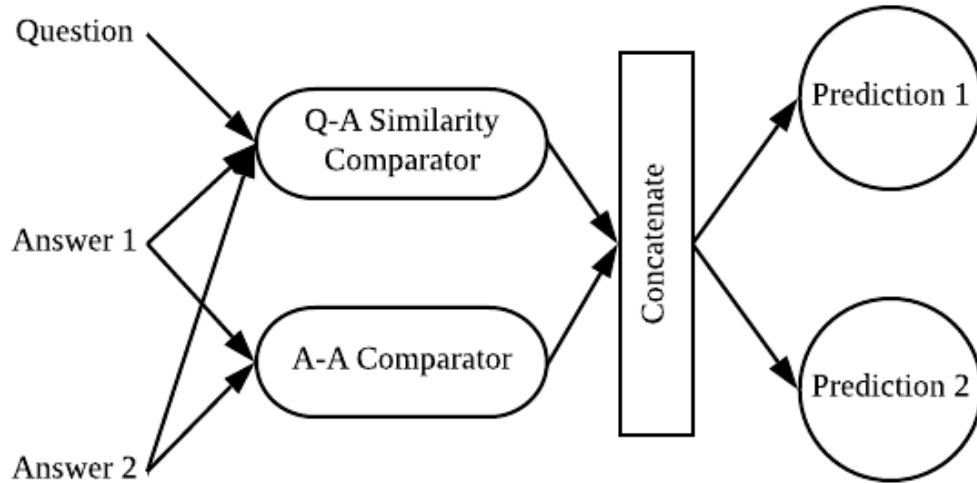 Question
Q-A Similarity
Comparator
Answer 1
A-A Comparator
Answer 2
Concatenate
Prediction 1
Prediction 2